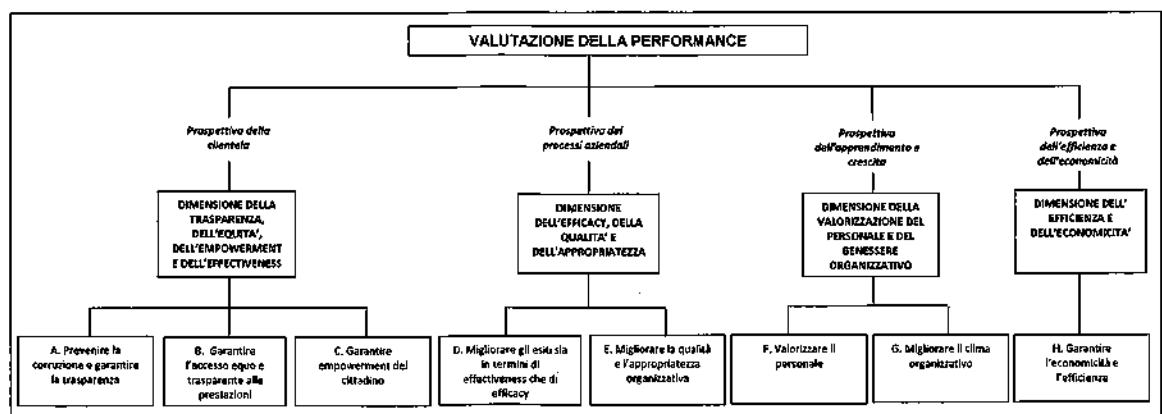 VALUTAZIONE DELLA PERFORMANCE
Prospettiva della
clientela
Prospettiva dei
processi aziendali
Prospettiva
dell'apprendimento e
crescita
Prospettiva
dell'efficienza e
dell'economicità
DIMENSIONE DELLA
TRASPARENZA,
DELL'EQUITA',
DELL'EMPOWERMENT
E DELL'EFFECTIVENESS
DIMENSIONE
DELL'EFFICACY, DELLA
QUALITA' E
DELL'APPROPRIATEZZA
DIMENSIONE DELLA
VALORIZZAZIONE DEL
PERSONALE E DEL
BENESSERE
ORGANIZZATIVO
DIMENSIONE DELL'
EFFICIENZA E
DELL'ECONOMICITA'
A. Prevenire la
corruzione e garantire
la trasparenza
B. Garantire
l'accesso equo e
trasparente alle
prestazioni
C. Garantire
empowerment del
cittadino
D. Migliorare gli esiti sia
in termini di
effectiveness che di
efficacy
E. Migliorare la qualità
e l'appropriatezza
organizzativa
F. Valorizzare il
personale
G. Migliorare il clima
organizzativo
H. Garantire
l'economicità e
l'efficienza